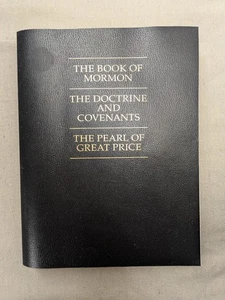 THE BOOK OF
MORMON
THE DOCTRINE
AND
COVENANTS
THE PEARL OF
GREAT PRICE